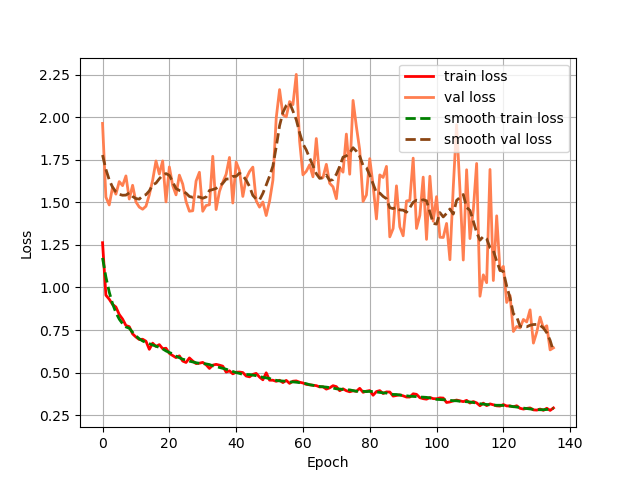 2.25
2.00
1.75
1.50
1.25
1.00
0.75
0.50
0.25
Loss
train loss
val loss
smooth train loss
smooth val loss
0 20 40 60 80 100 120 140
Epoch